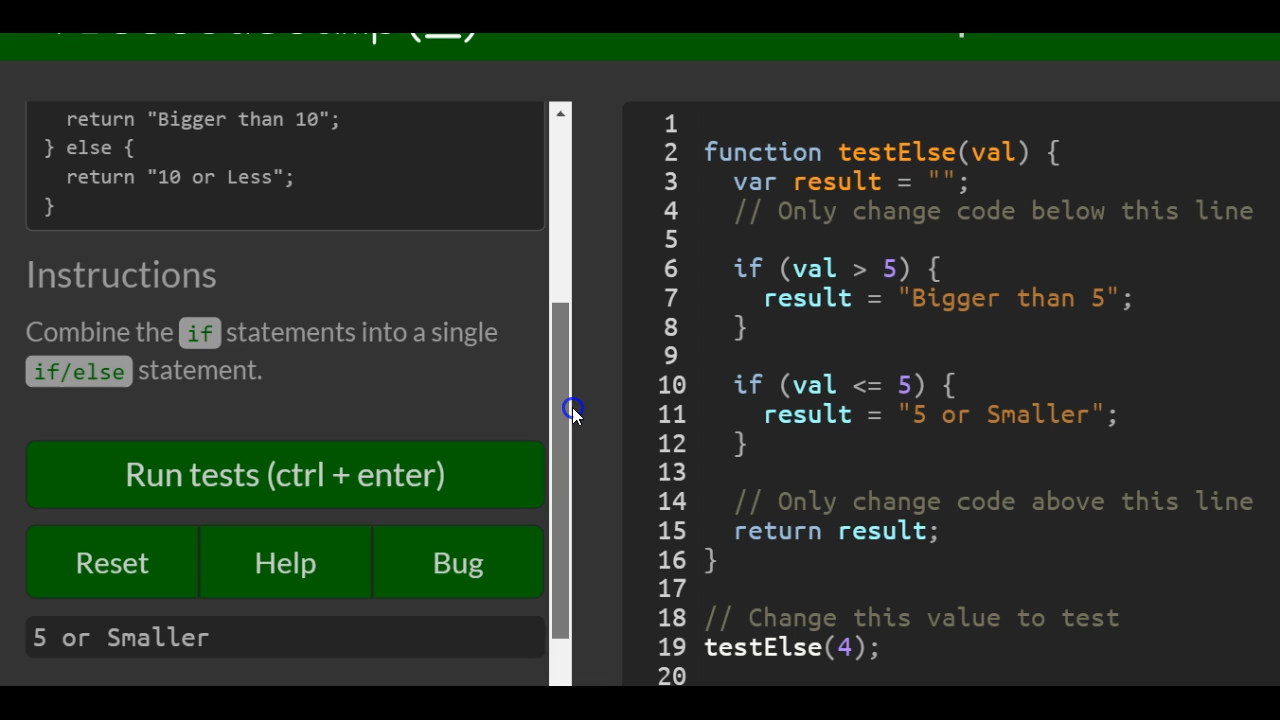 return "Bigger than 10";
} else {
return "10 or Less";
}
Instructions
Combine the if statements into a single
if/else statement.
Run tests (ctrl + enter)
Reset Help Bug
5 or Smaller
1
2 function testElse(val) {
3 var result = "";
4 // Only change code below this line
5
6 if (val > 5) {
7 result = "Bigger than 5";
8 }
9
10 if (val <= 5) {
11 result = "5 or Smaller";
12 }
13
14 // Only change code above this line
15 return result;
16 }
17
18 // Change this value to test
19 testElse(4);
20